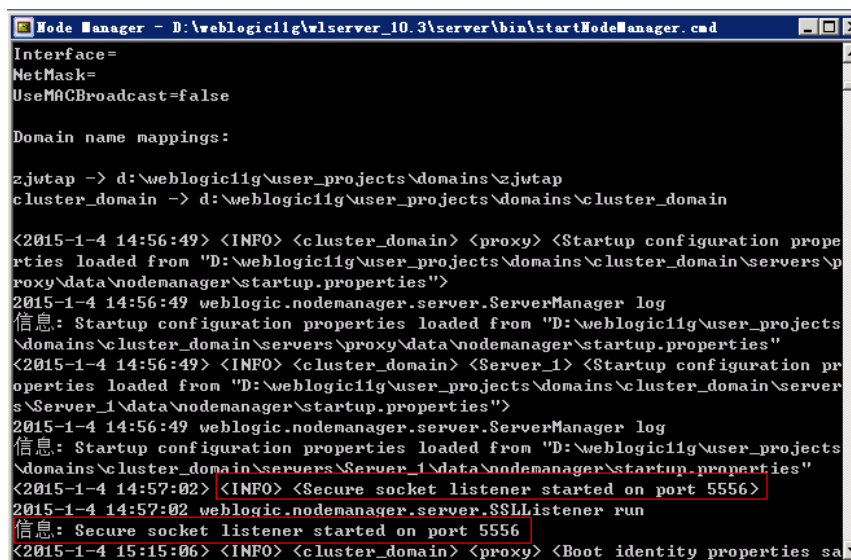 Node Manager - D:\weblogic11g\wlserver_10.3\server\bin\startNodeManager.cmd
Interface=
NetMask=
UseMACBroadcast=false
Domain name mappings:
zjwtap -> d:\weblogic11g\user_projects\domains\zjwtap
cluster_domain -> d:\weblogic11g\user_projects\domains\cluster_domain
<2015-1-4 14:56:49> <INFO> <cluster_domain> <proxy> <Startup configuration prope
rties loaded from "D:\weblogic11g\user_projects\domains\cluster_domain\servers\p
roxy\data\nodemanager\startup.properties">
2015-1-4 14:56:49 weblogic.nodemanager.server.ServerManager log
信息: Startup configuration properties loaded from "D:\weblogic11g\user_projects
\domains\cluster_domain\servers\proxy\data\nodemanager\startup.properties"
<2015-1-4 14:56:49> <INFO> <cluster_domain> <Server_1> <Startup configuration pr
operties loaded from "D:\weblogic11g\user_projects\domains\cluster_domain\server
s\Server_1\data\nodemanager\startup.properties">
2015-1-4 14:56:49 weblogic.nodemanager.server.ServerManager log
信息: Startup configuration properties loaded from "D:\weblogic11g\user_projects
\domains\cluster_domain\servers\Server_1\data\nodemanager\startup.properties"
<2015-1-4 14:57:02> <INFO> <Secure socket listener started on port 5556>
2015-1-4 14:57:02 weblogic.nodemanager.server.SSLListener run
信息: Secure socket listener started on port 5556
<2015-1-4 15:15:06> <INFO> <cluster_domain> <proxy> <Boot identity properties sa